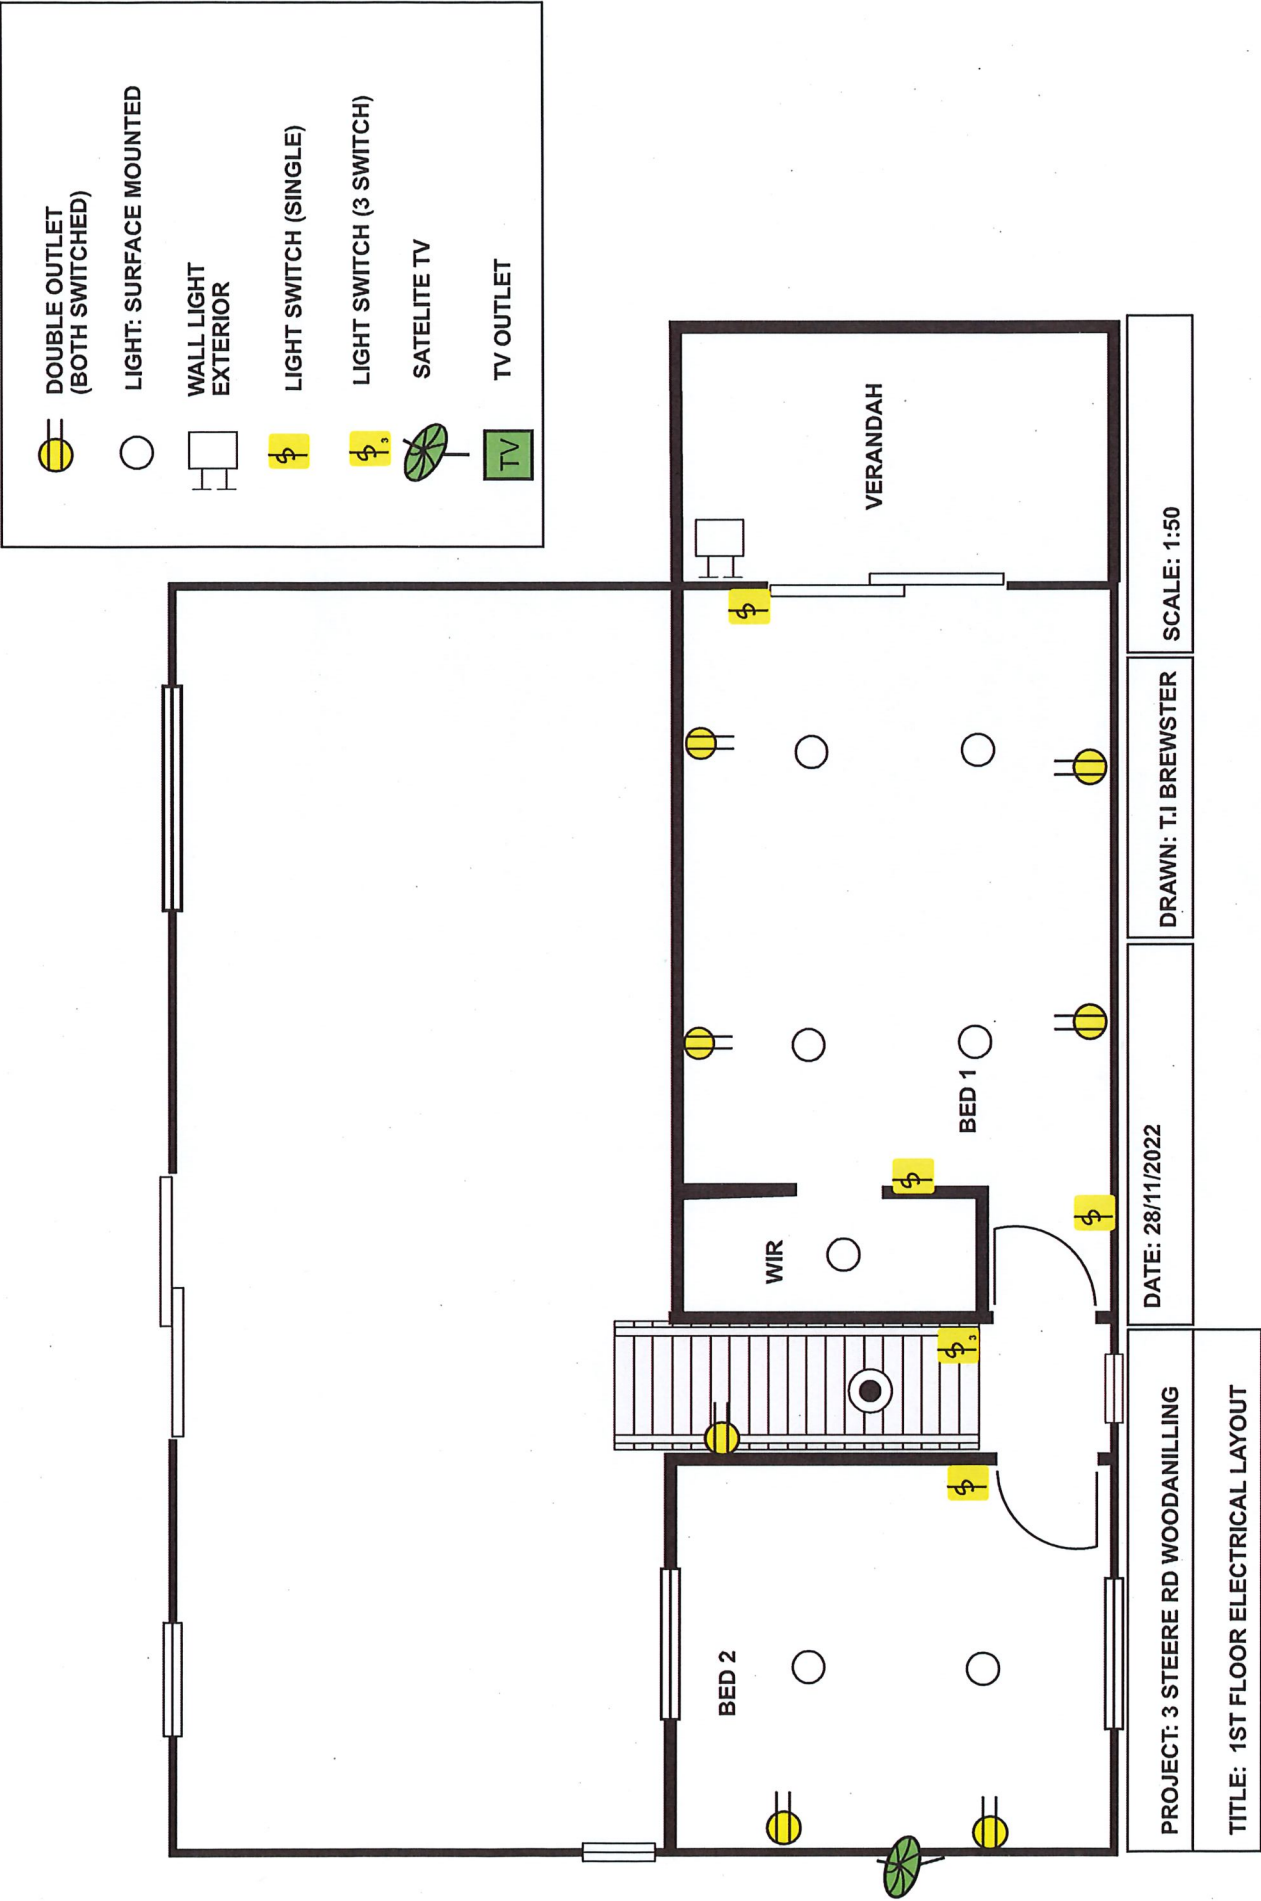 DOUBLE OUTLET
(BOTH SWITCHED)
LIGHT: SURFACE MOUNTED
WALL LIGHT
EXTERIOR
$
LIGHT SWITCH (SINGLE)
$3
LIGHT SWITCH (3 SWITCH)
SATELITE TV
TV
TV OUTLET
BED 2
$
$3
WIR
$
BED 1
$
$
VERANDAH
PROJECT: 3 STEERE RD WOODANILLING
DATE: 28/11/2022
DRAWN: T.I BREWSTER
SCALE: 1:50
TITLE: 1ST FLOOR ELECTRICAL LAYOUT